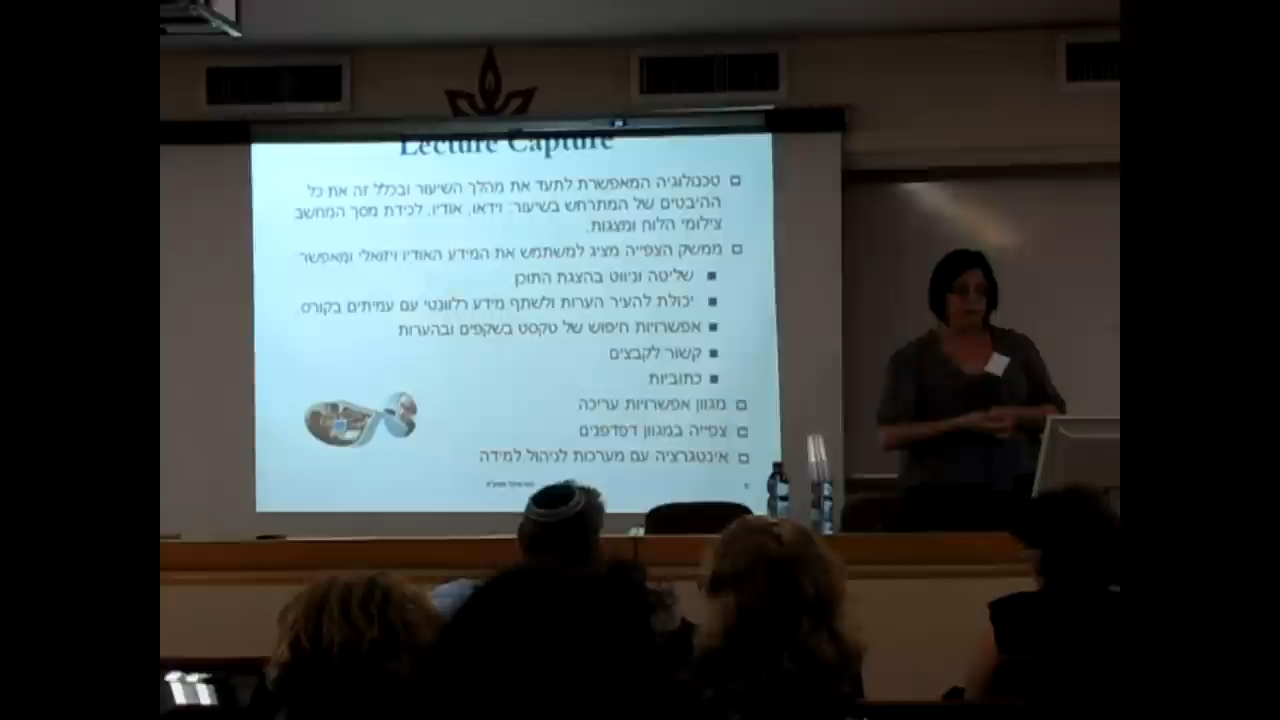 Lecture Capture
טכנולוגיה המאפשרת לתעד את מהלך השיעור ובכלל זה את כל
ההיבטים של המתרחש בשיעור: וידאו, אודיו, לכידת מסך המחשב
צילומי הלוח ומצגות.
ממשק הצפייה מציג למשתמש את המידע האודיו ויזואלי ומאפשר
שליטה וניווט בהצגת התוכן
יכולת להעיר הערות ולשתף מידע רלוונטי עם עמיתים בקורס.
אפשרויות חיפוש של טקסט בשקפים ובהערות
קשור לקבצים
כתוביות
מגוון אפשרויות עריכה
צפייה במגוון דפדפנים
אינטגרציה עם מערכות לניהול למידה